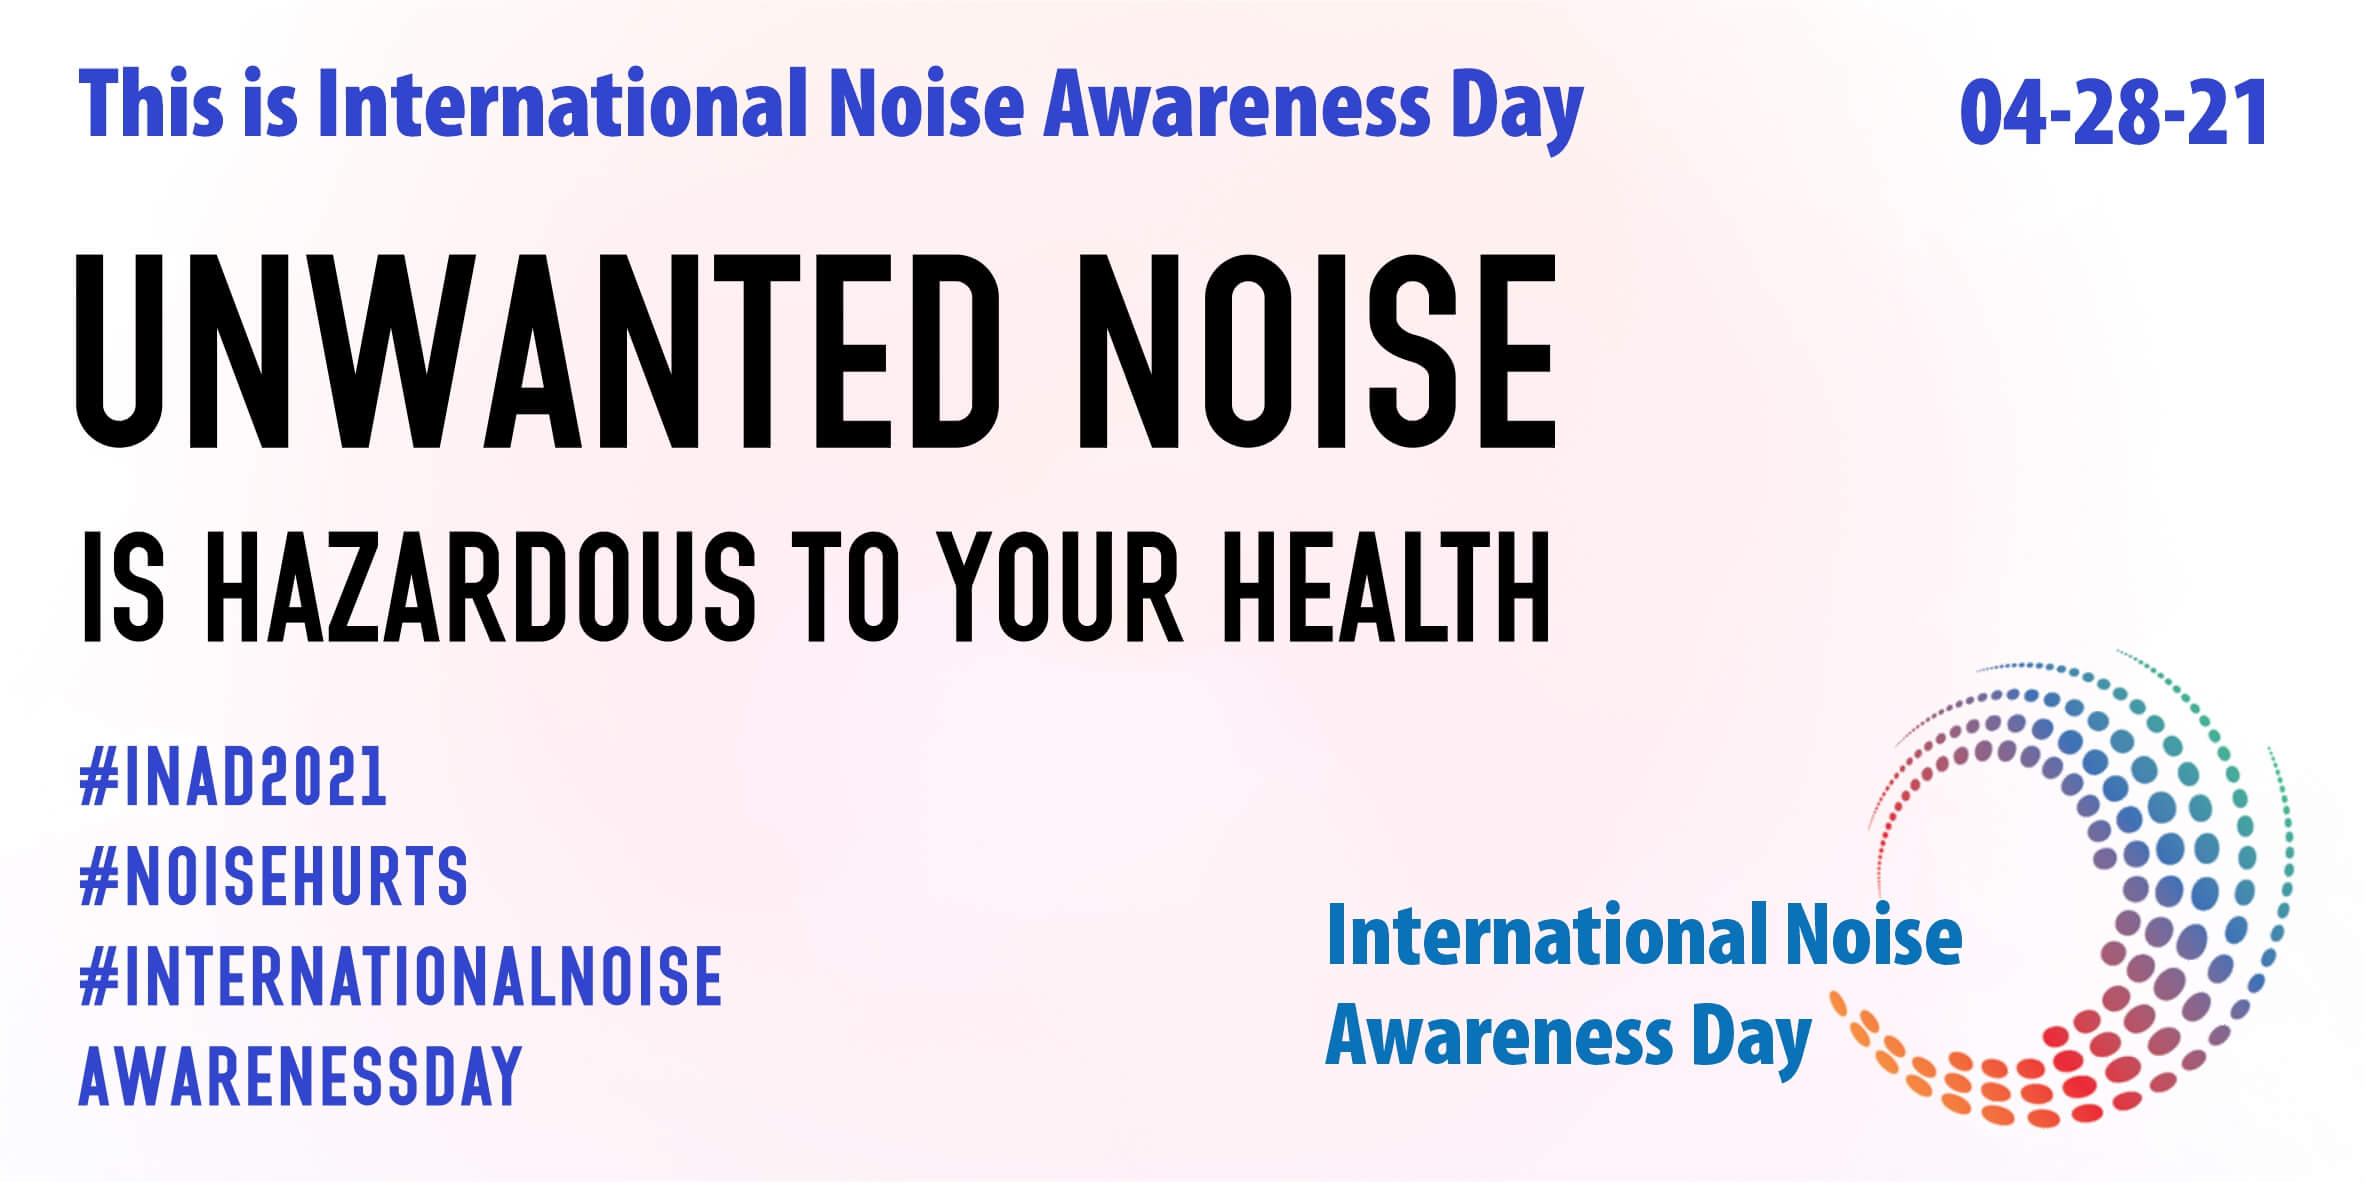 This is International Noise Awareness Day
04-28-21
UNWANTED NOISE
IS HAZARDOUS TO YOUR HEALTH
#INAD2021
#NOISEHURTS
#INTERNATIONALNOISE
AWARENESSDAY
International Noise
Awareness Day